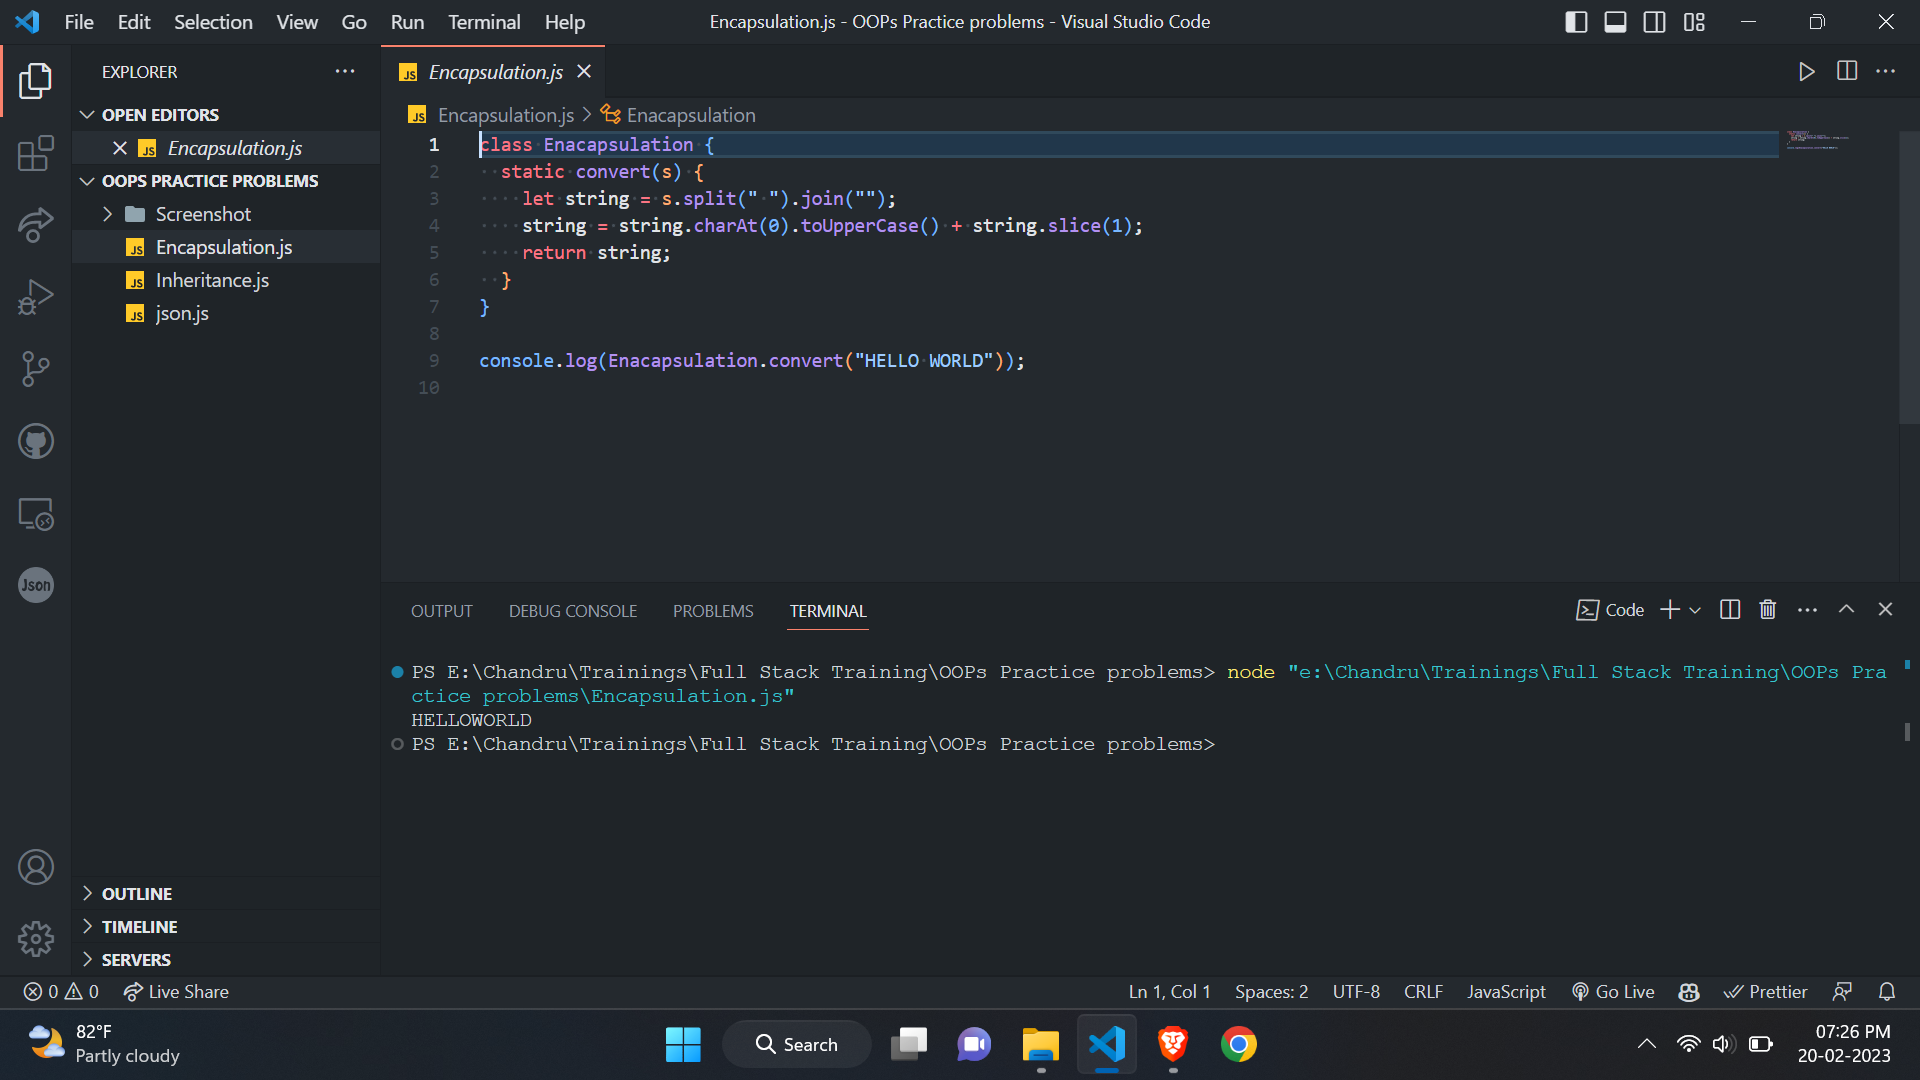 File Edit Selection View Go Run Terminal Help
Encapsulation.js - OOPs Practice problems - Visual Studio Code
EXPLORER
OPEN EDITORS
JS Encapsulation.js
OOPS PRACTICE PROBLEMS
Screenshot
JS Encapsulation.js
JS Inheritance.js
JS json.js
Json
OUTLINE
TIMELINE
SERVERS
JS Encapsulation.js
JS Encapsulation.js > Enacapsulation
1 class Enacapsulation {
2 static convert(s) {
3 let string = s.split(" ").join("");
4 string = string.charAt(0).toUpperCase() + string.slice(1);
5 return string;
6 }
7 }
8
9 console.log(Enacapsulation.convert("HELLO WORLD"));
10
OUTPUT DEBUG CONSOLE PROBLEMS TERMINAL
Code
PS E:\Chandru\Trainings\Full Stack Training\OOPs Practice problems> node "e:\Chandru\Trainings\Full Stack Training\OOPs Pra
ctice problems\Encapsulation.js"
HELLOWORLD
PS E:\Chandru\Trainings\Full Stack Training\OOPs Practice problems>
0 0 Live Share
Ln 1, Col 1 Spaces: 2 UTF-8 CRLF JavaScript Go Live Prettier
82°F
Partly cloudy
Search
07:26 PM
20-02-2023